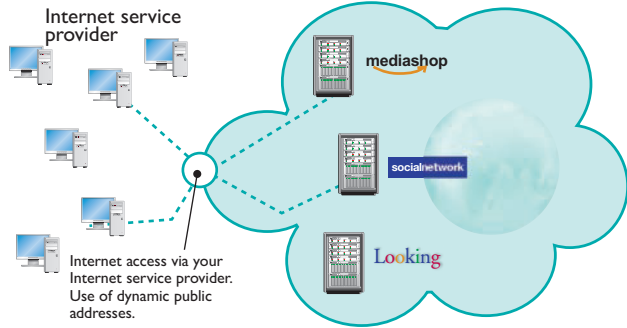 Internet service
provider
mediashop
socialnetwork
Looking
Internet access via your
Internet service provider.
Use of dynamic public
addresses.